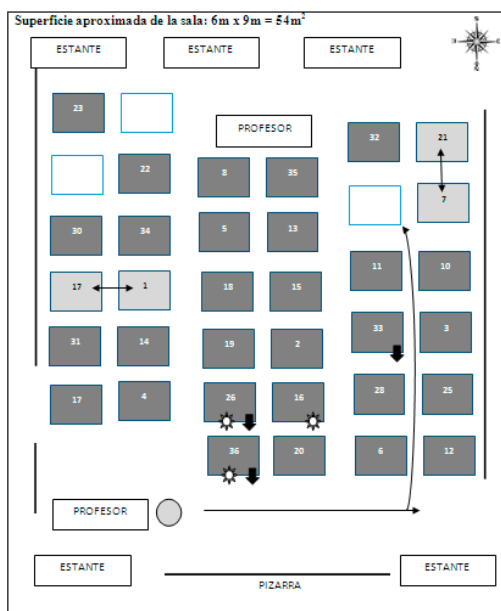 Superficie aproximada de la sala: 6m x 9m = 54m²
ESTANTE ESTANTE ESTANTE
23
PROFESOR
32 21
22
8 35
7
30 34
5 13
11 10
17 1
18 15
33 3
31 14
19 2
28 25
17 4
26 16
36 20
6 12
PROFESOR
ESTANTE
ESTANTE
PIZARRA